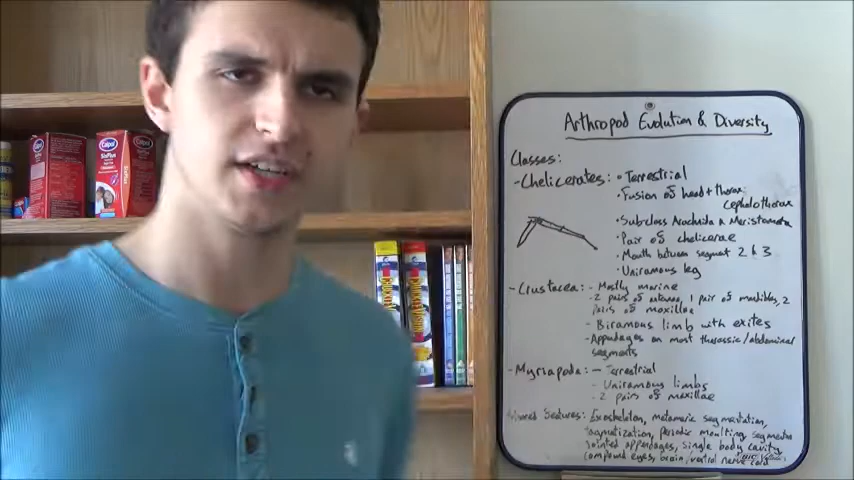 Arthropod Evolution & Diversity
Classes:
- Chelicerates: • Terrestrial
• Fusion of head + thorax
Cephalothorax
• Subclass Arachnida & Meristomata
• Pair of chelicerae
• Mouth between segment 2 & 3
• Uniramous leg
- Crustacea: - Mostly marine
- 2 pairs of antennae, 1 pair of mandibles, 2
pairs of maxillae
- Biramous limb with exites
- Appendages on most thoracic/abdominal
segments
- Myriapoda: - Terrestrial
- Uniramous limbs
- 2 pairs of maxillae
Shared features: Exoskeleton, metameric segmentation,
tagmatization, periodic moulting, segmented
jointed appendages, single body cavity
compound eyes, brain/ventral nerve cord
Calpol
Calpol
SixPlus